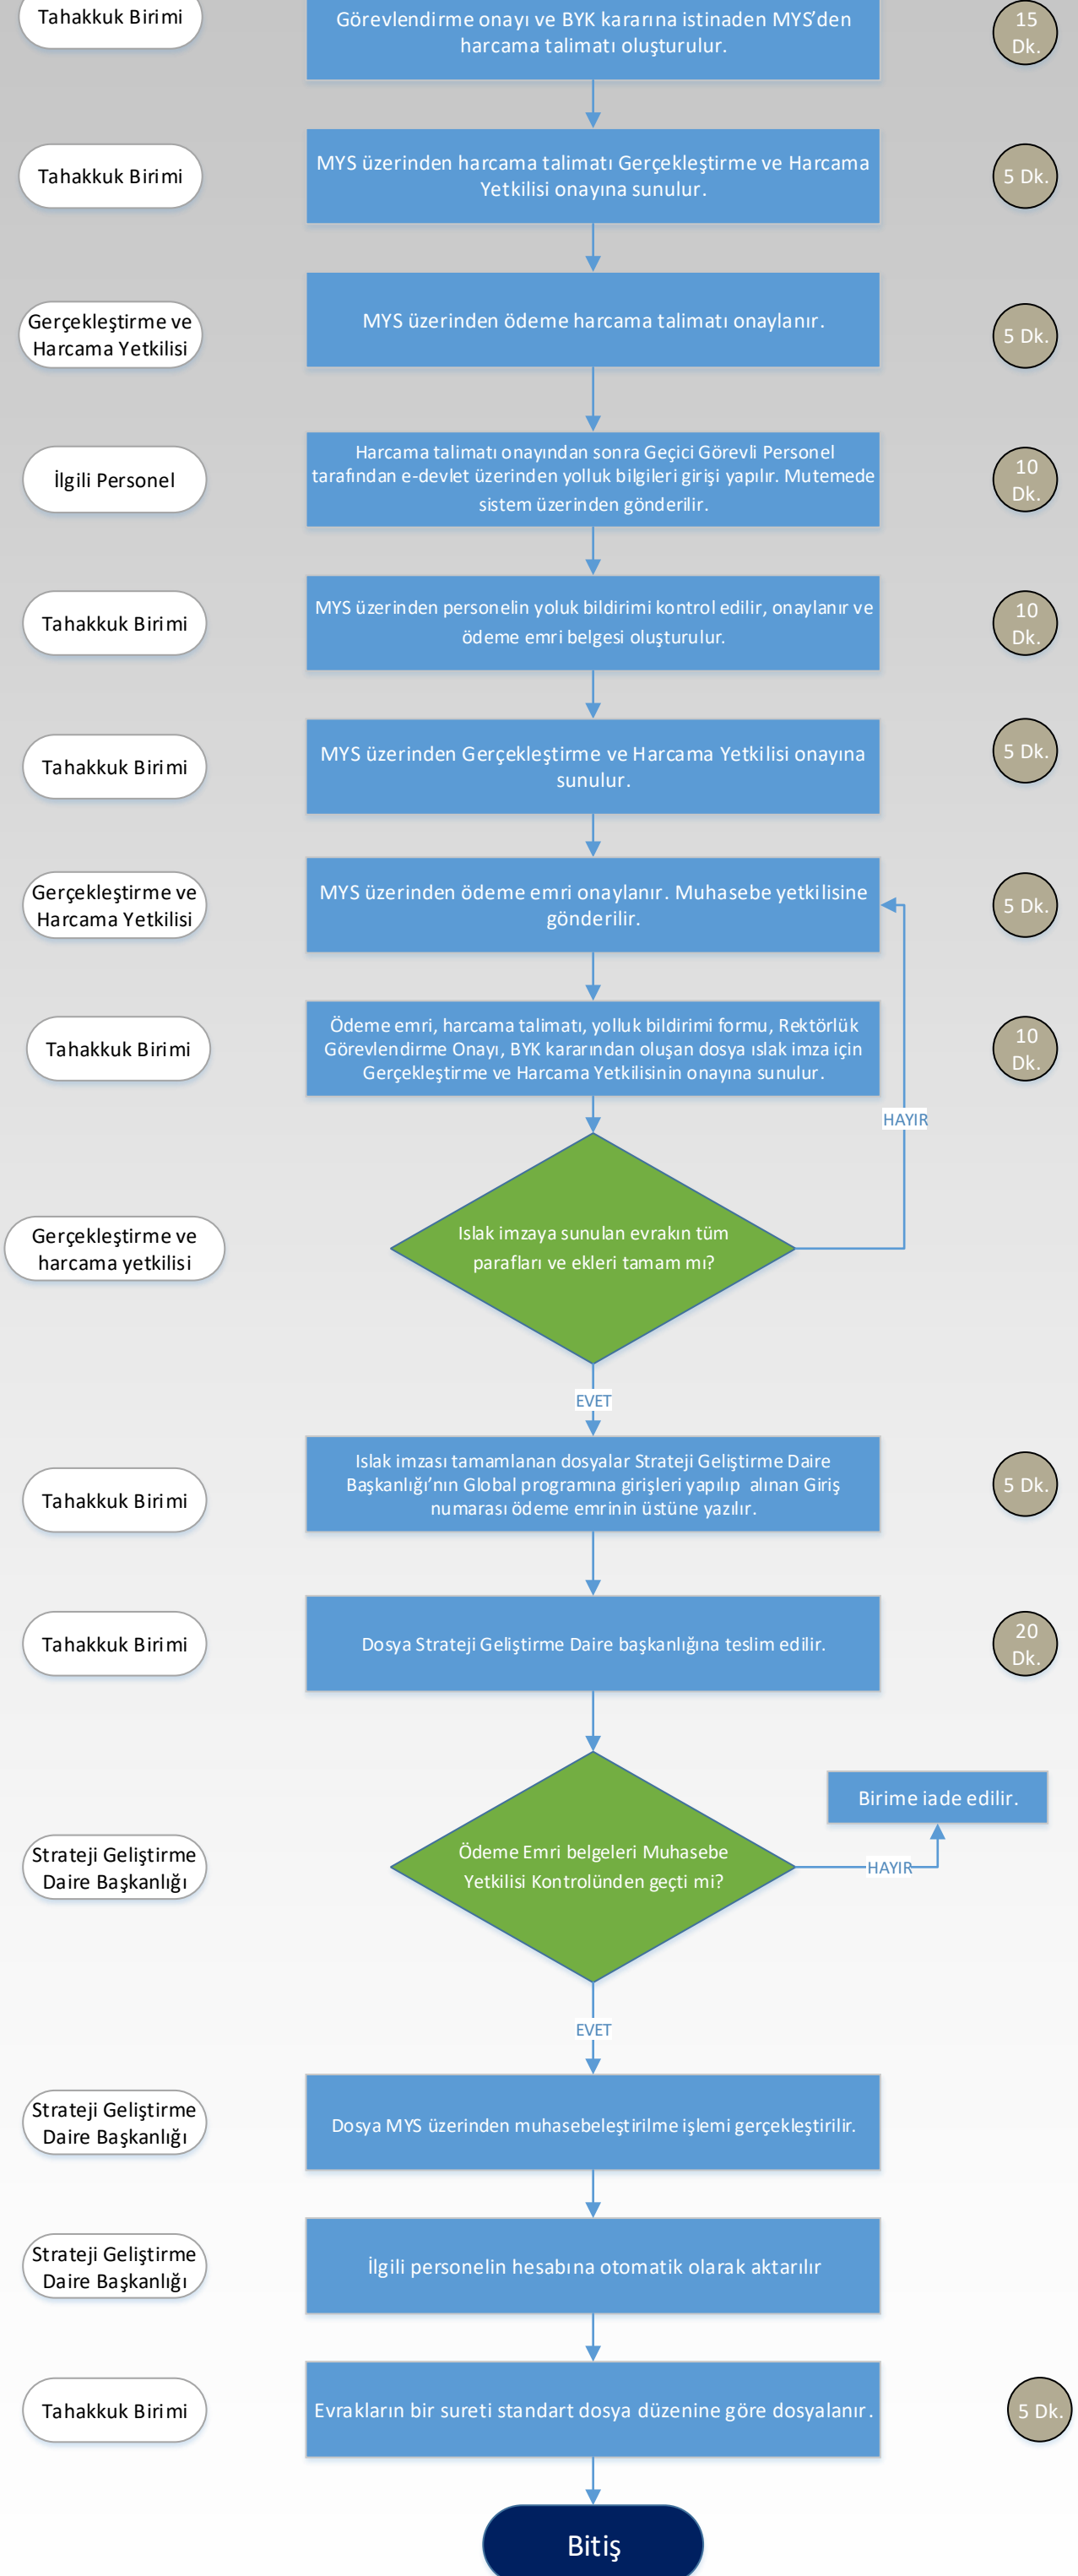 Tahakkuk Birimi
Görevlendirme onayı ve BYK kararına istinaden MYS’den
harcama talimatı oluşturulur.
15
Dk.
Tahakkuk Birimi
MYS üzerinden harcama talimatı Gerçekleştirme ve Harcama
Yetkilisi onayına sunulur.
5 Dk.
Gerçekleştirme ve
Harcama Yetkilisi
MYS üzerinden ödeme harcama talimatı onaylanır.
5 Dk.
İlgili Personel
Harcama talimatı onayından sonra Geçici Görevli Personel
tarafından e-devlet üzerinden yolluk bilgileri girişi yapılır. Mutemede
sistem üzerinden gönderilir.
10
Dk.
Tahakkuk Birimi
MYS üzerinden personelin yoluk bildirimi kontrol edilir, onaylanır ve
ödeme emri belgesi oluşturulur.
10
Dk.
Tahakkuk Birimi
MYS üzerinden Gerçekleştirme ve Harcama Yetkilisi onayına
sunulur.
5 Dk.
Gerçekleştirme ve
Harcama Yetkilisi
MYS üzerinden ödeme emri onaylanır. Muhasebe yetkilisine
gönderilir.
5 Dk.
Tahakkuk Birimi
Ödeme emri, harcama talimatı, yolluk bildirimi formu, Rektörlük
Görevlendirme Onayı, BYK kararından oluşan dosya ıslak imza için
Gerçekleştirme ve Harcama Yetkilisinin onayına sunulur.
10
Dk.
HAYIR
Gerçekleştirme ve
harcama yetkilisi
Islak imzaya sunulan evrakın tüm
parafları ve ekleri tamam mı?
EVET
Tahakkuk Birimi
Islak imzası tamamlanan dosyalar Strateji Geliştirme Daire
Başkanlığı’nın Global programına girişleri yapılıp alınan Giriş
numarası ödeme emrinin üstüne yazılır.
5 Dk.
Tahakkuk Birimi
Dosya Strateji Geliştirme Daire başkanlığına teslim edilir.
20
Dk.
Birime iade edilir.
Strateji Geliştirme
Daire Başkanlığı
Ödeme Emri belgeleri Muhasebe
Yetkilisi Kontrolünden geçti mi?
HAYIR
EVET
Strateji Geliştirme
Daire Başkanlığı
Dosya MYS üzerinden muhasebeleştirilme işlemi gerçekleştirilir.
Strateji Geliştirme
Daire Başkanlığı
İlgili personelin hesabına otomatik olarak aktarılır
Tahakkuk Birimi
Evrakların bir sureti standart dosya düzenine göre dosyalanır.
5 Dk.
Bitiş